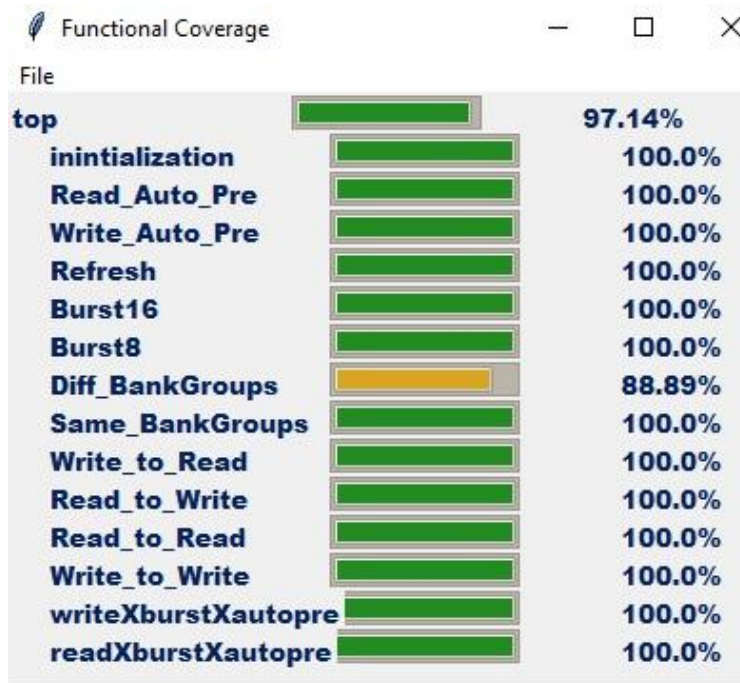 Functional Coverage
File
top 97.14%
inintialization 100.0%
Read_Auto_Pre 100.0%
Write_Auto_Pre 100.0%
Refresh 100.0%
Burst16 100.0%
Burst8 100.0%
Diff_BankGroups 88.89%
Same_BankGroups 100.0%
Write_to_Read 100.0%
Read_to_Write 100.0%
Read_to_Read 100.0%
Write_to_Write 100.0%
writeXburstXautopre 100.0%
readXburstXautopre 100.0%